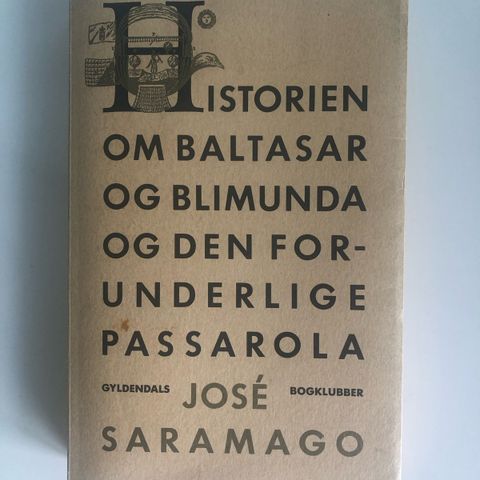 HISTORIEN
OM BALTASAR
OG BLIMUNDA
OG DEN FOR-
UNDERLIGE
PASSAROLA
GYLDENDALS JOSÉ BOGKLUBBER
SARAMAGO